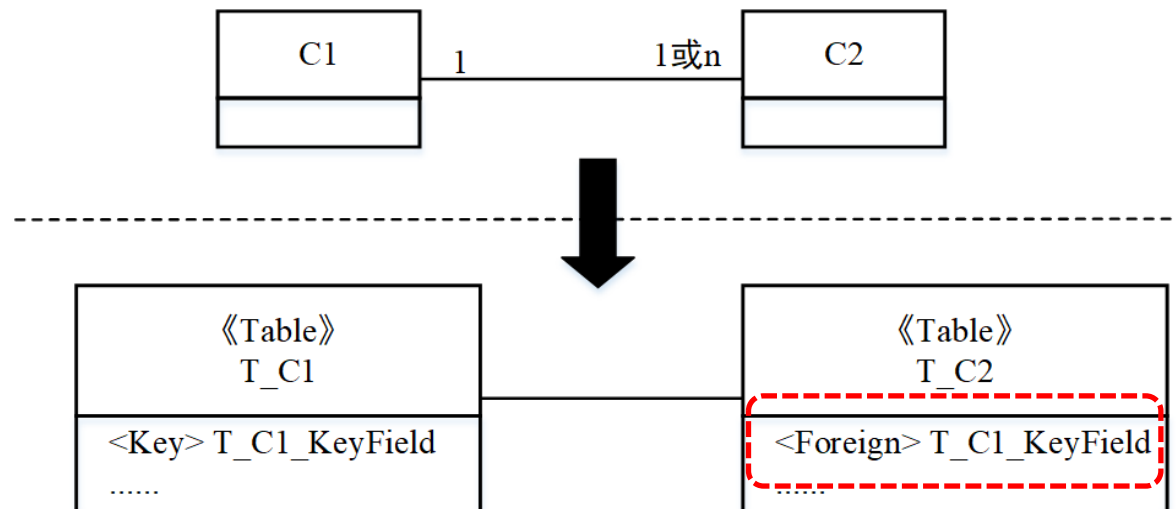 C1
1
1或n
C2
《Table》
T_C1
<Key> T_C1_KeyField
......
《Table》
T_C2
<Foreign> T_C1_KeyField
......